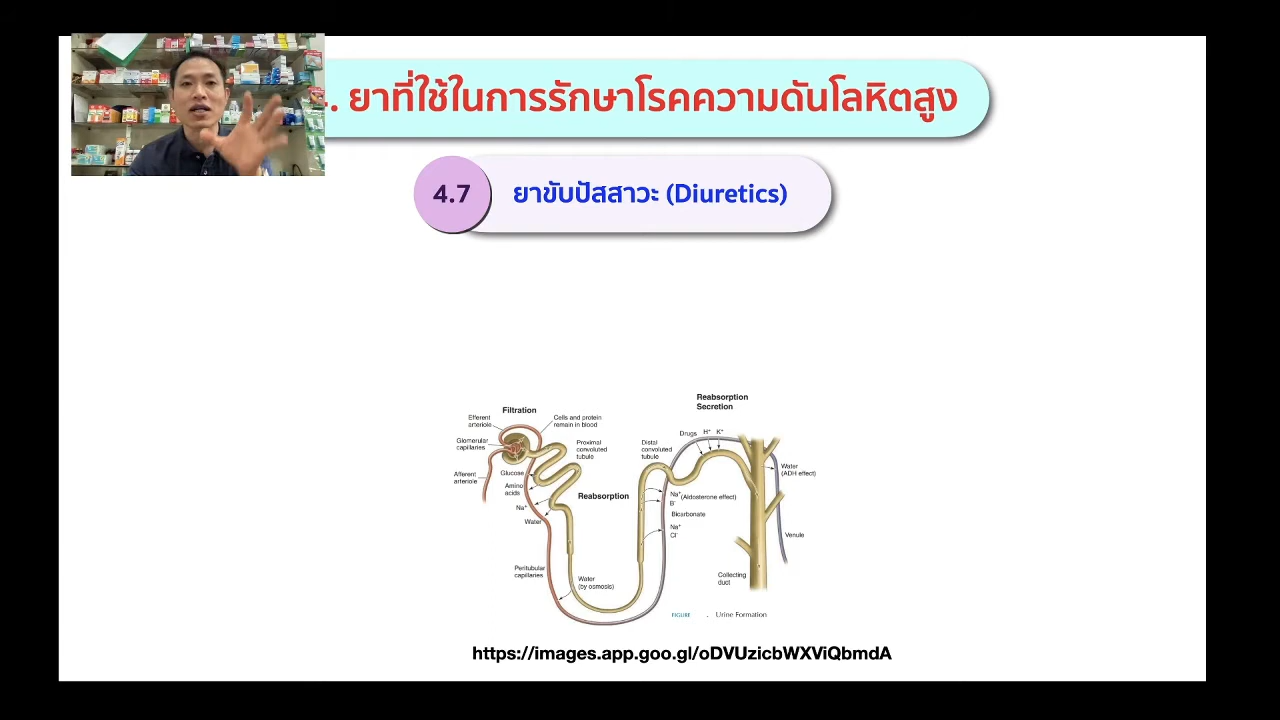 . ยาที่ใช้ในการรักษาโรคความดันโลหิตสูง
4.7 ยาขับปัสสาวะ (Diuretics)
Reabsorption
Secretion
Filtration
Efferent
arteriole
Cells and protein
remain in blood
Drugs H⁺ K⁺
Glomerular
capillaries
Proximal
convoluted
tubule
Distal
convoluted
tubule
Afferent
arteriole
Glucose
Water
(ADH effect)
Amino
acids
Reabsorption
Na⁺ (Aldosterone effect)
B⁻
Na⁺
Bicarbonate
Water
Na⁺
Cl⁻
Venule
Peritubular
capillaries
Water
(by osmosis)
Collecting
duct
FIGURE . Urine Formation
https://images.app.goo.gl/oDVUzicbWXViQbmdA